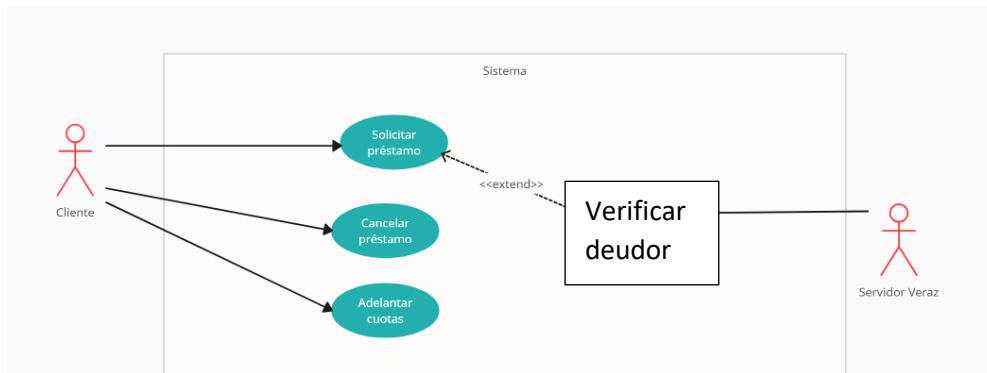 Sistema
Solicitar
préstamo
<<extend>>
Verificar
deudor
Cliente
Cancelar
préstamo
Servidor Veraz
Adelantar
cuotas